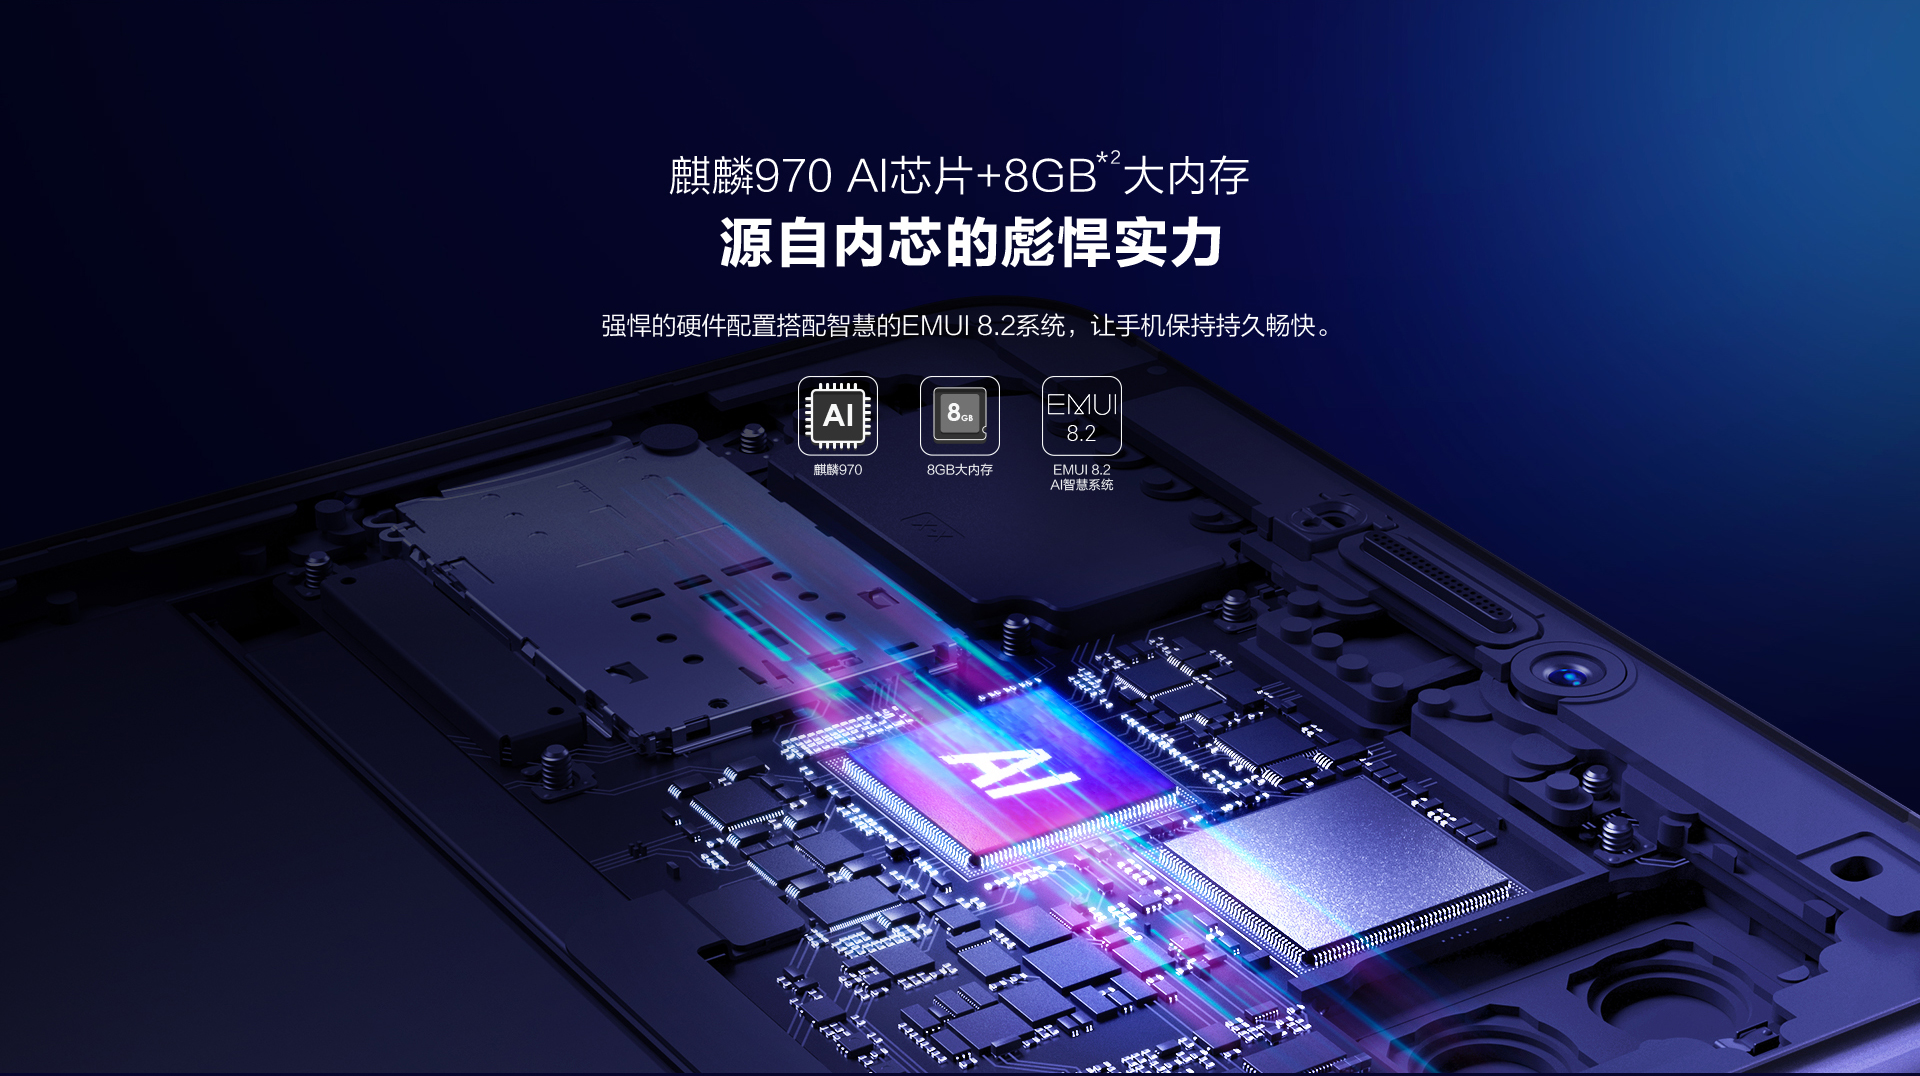 麒麟970 AI芯片+8GB*2大内存
源自内芯的彪悍实力
强悍的硬件配置搭配智慧的EMUI 8.2系统，让手机保持持久畅快。
AI
8GB
EMUI
8.2
麒麟970
8GB大内存
EMUI 8.2
AI智慧系统
AI